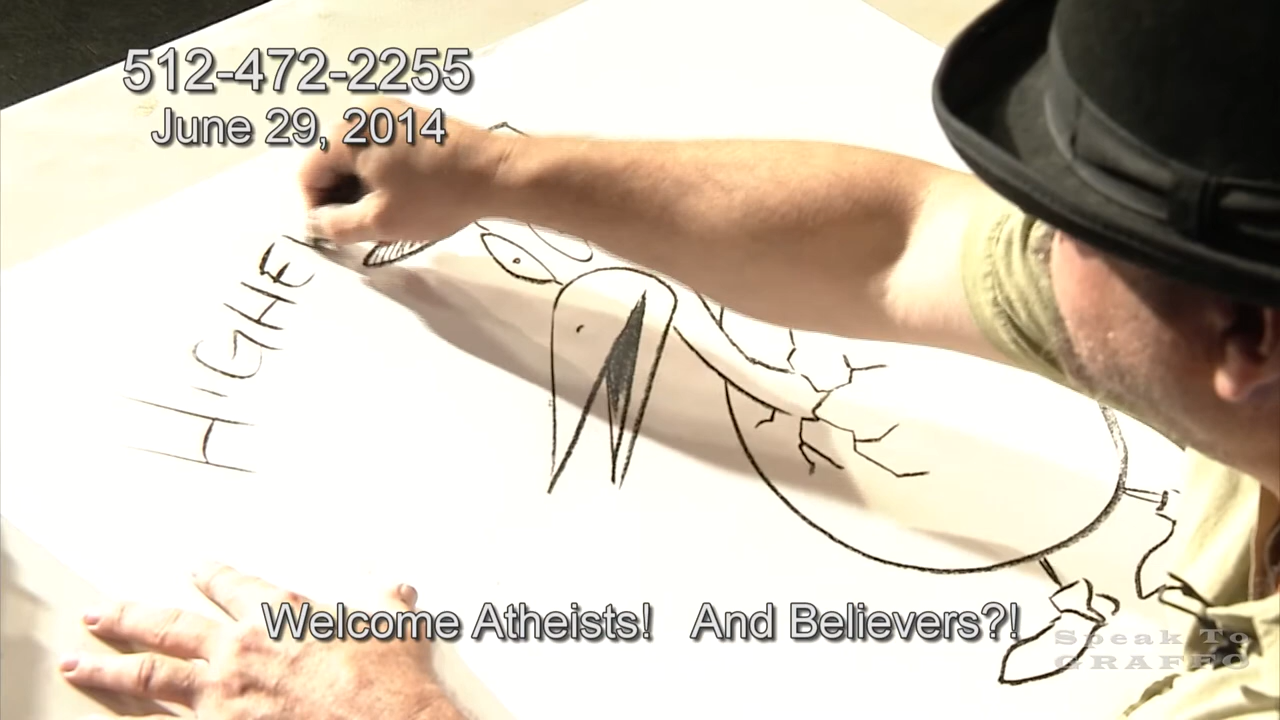 512-472-2255
June 29, 2014
HIGHE
Welcome Atheists! And Believers?!
Speak To
GRAFFO